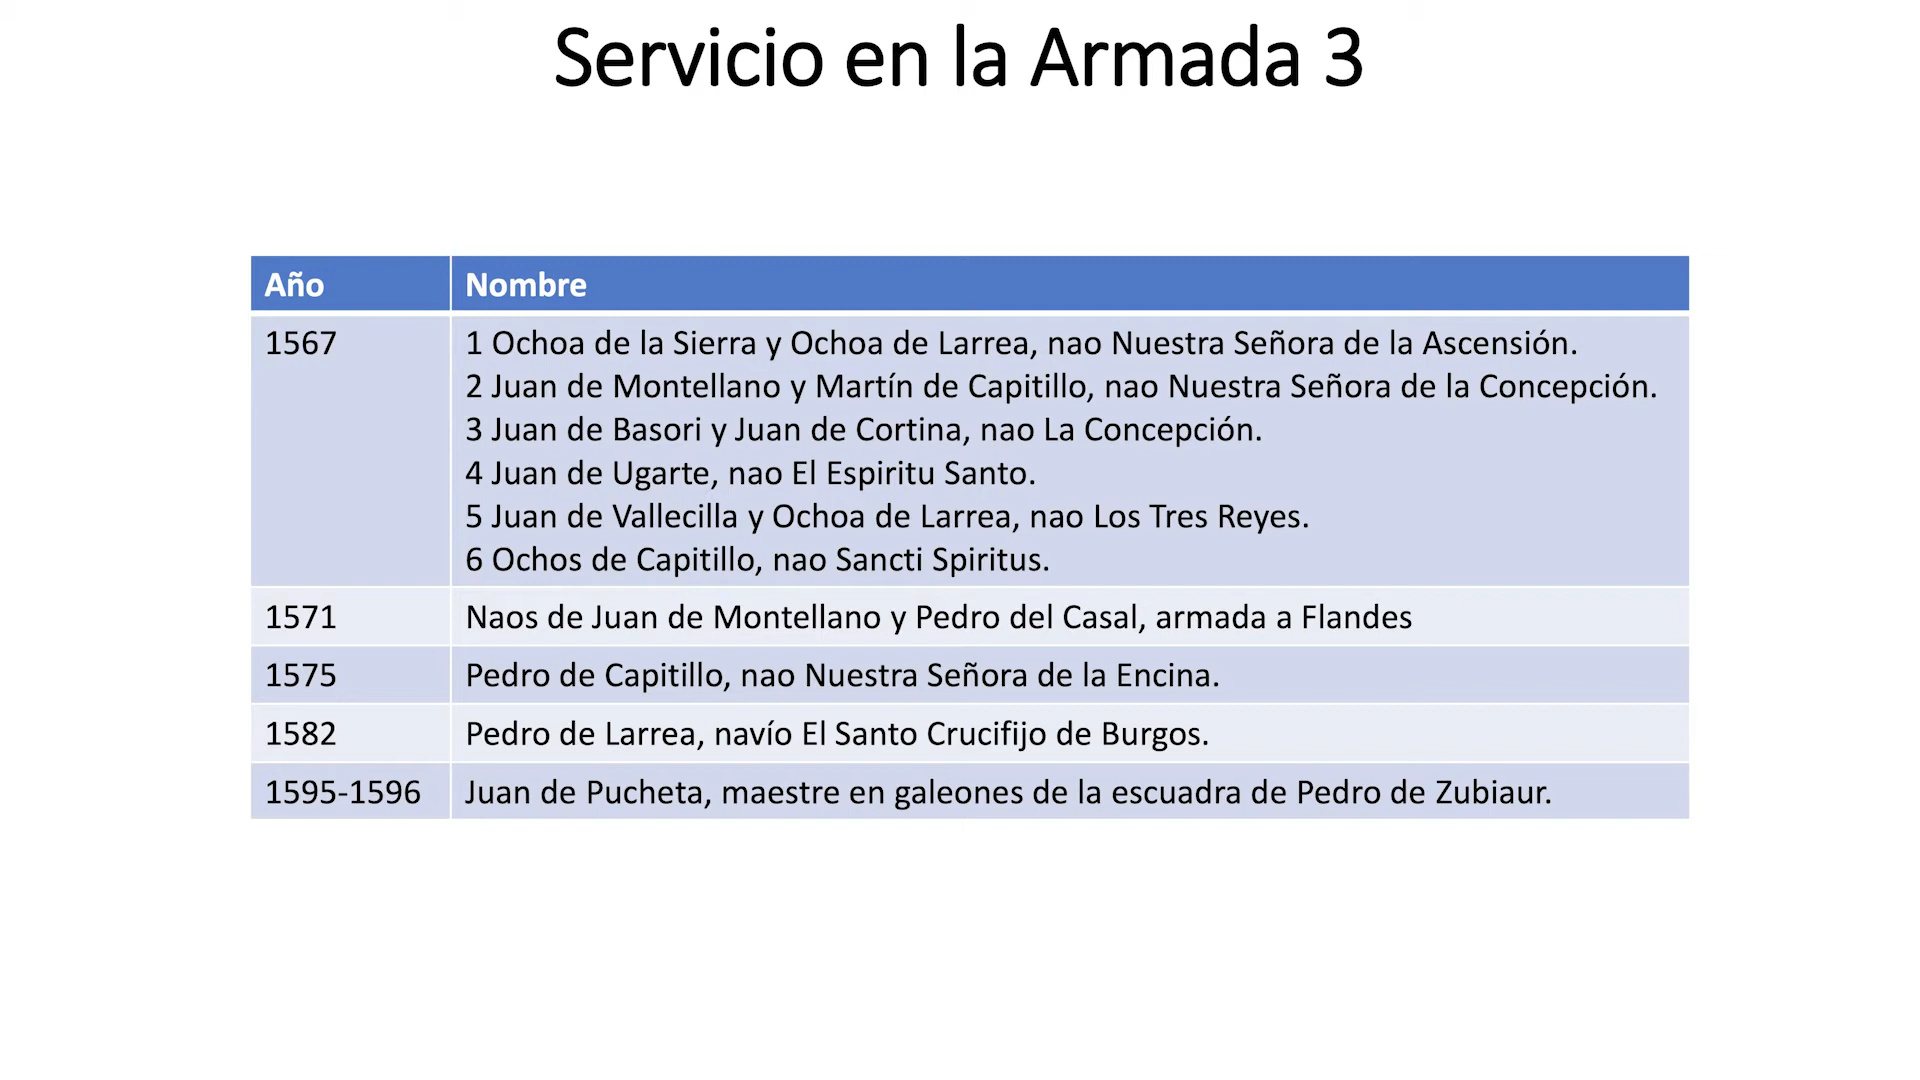 Servicio en la Armada 3
Año Nombre
1567 1 Ochoa de la Sierra y Ochoa de Larrea, nao Nuestra Señora de la Ascensión.
2 Juan de Montellano y Martín de Capitillo, nao Nuestra Señora de la Concepción.
3 Juan de Basori y Juan de Cortina, nao La Concepción.
4 Juan de Ugarte, nao El Espiritu Santo.
5 Juan de Vallecilla y Ochoa de Larrea, nao Los Tres Reyes.
6 Ochos de Capitillo, nao Sancti Spiritus.
1571 Naos de Juan de Montellano y Pedro del Casal, armada a Flandes
1575 Pedro de Capitillo, nao Nuestra Señora de la Encina.
1582 Pedro de Larrea, navío El Santo Crucifijo de Burgos.
1595-1596 Juan de Pucheta, maestre en galeones de la escuadra de Pedro de Zubiaur.